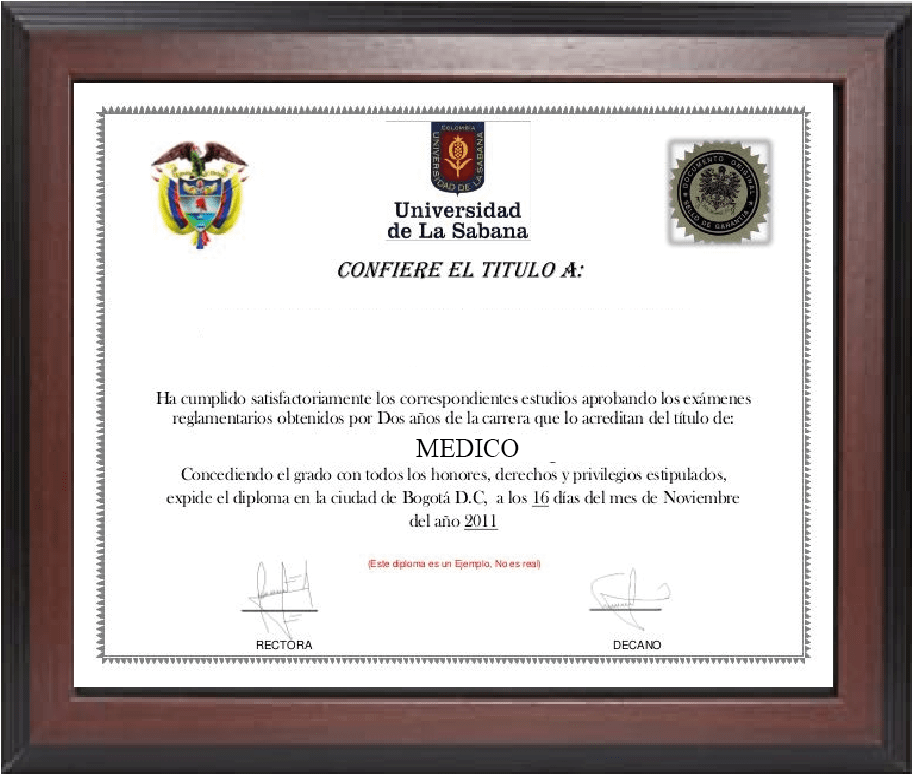 COLOMBIA
UNIVERSIDAD DE LA SABANA
DOCUMENTO ORIGINAL
SELLO DE GARANTIA
Universidad
de La Sabana
CONFIERE EL TITULO A:
Ha cumplido satisfactoriamente los correspondientes estudios aprobando los exámenes
reglamentarios obtenidos por Dos años de la carrera que lo acreditan del título de:
MEDICO
Concediendo el grado con todos los honores, derechos y privilegios estipulados,
expide el diploma en la ciudad de Bogotá D.C, a los 16 días del mes de Noviembre
del año 2011
(Este diploma es un Ejemplo, No es real)
RECTORA
DECANO